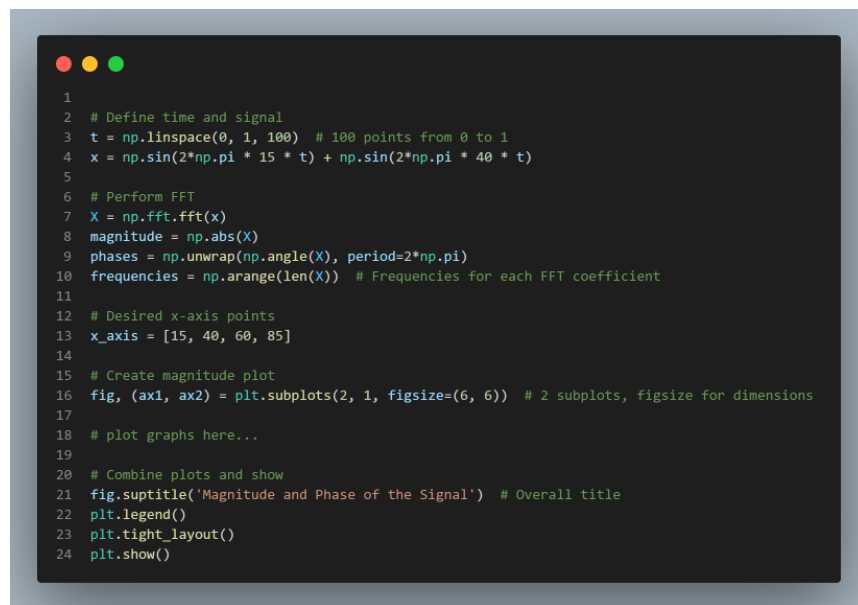 1
2 # Define time and signal
3 t = np.linspace(0, 1, 100)  # 100 points from 0 to 1
4 x = np.sin(2*np.pi * 15 * t) + np.sin(2*np.pi * 40 * t)
5
6 # Perform FFT
7 X = np.fft.fft(x)
8 magnitude = np.abs(X)
9 phases = np.unwrap(np.angle(X), period=2*np.pi)
10 frequencies = np.arange(len(X))  # Frequencies for each FFT coefficient
11
12 # Desired x-axis points
13 x_axis = [15, 40, 60, 85]
14
15 # Create magnitude plot
16 fig, (ax1, ax2) = plt.subplots(2, 1, figsize=(6, 6))  # 2 subplots, figsize for dimensions
17
18 # plot graphs here...
19
20 # Combine plots and show
21 fig.suptitle('Magnitude and Phase of the Signal')  # Overall title
22 plt.legend()
23 plt.tight_layout()
24 plt.show()